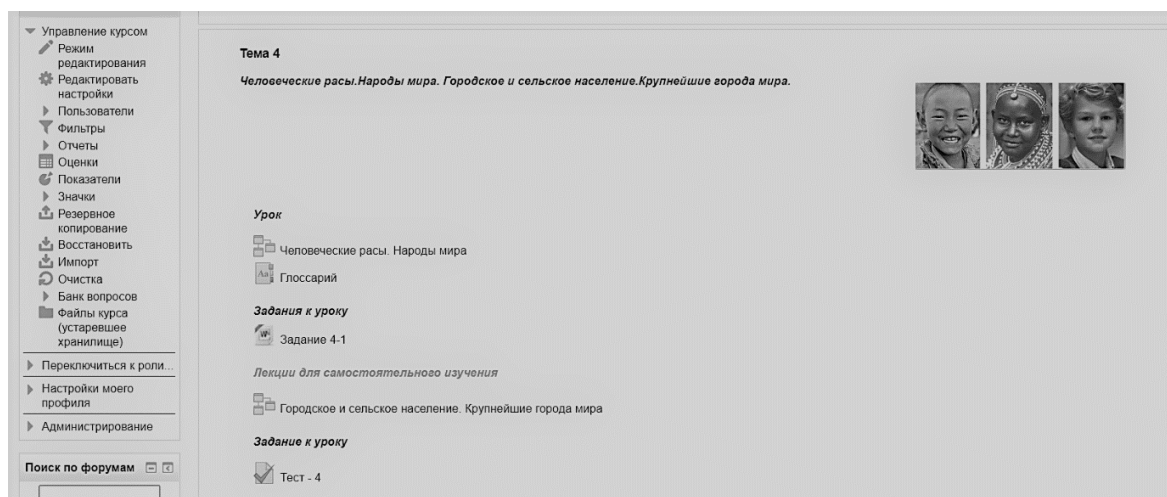 Управление курсом
Режим
редактирования
Редактировать
настройки
Пользователи
Фильтры
Отчеты
Оценки
Показатели
Значки
Резервное
копирование
Восстановить
Импорт
Очистка
Банк вопросов
Файлы курса
(устаревшее
хранилище)
Переключиться к роли...
Настройки моего
профиля
Администрирование
Поиск по форумам
Тема 4
Человеческие расы.Народы мира. Городское и сельское население.Крупнейшие города мира.
Урок
Человеческие расы. Народы мира
Глоссарий
Задания к уроку
Задание 4-1
Лекции для самостоятельного изучения
Городское и сельское население. Крупнейшие города мира
Задание к уроку
Тест - 4